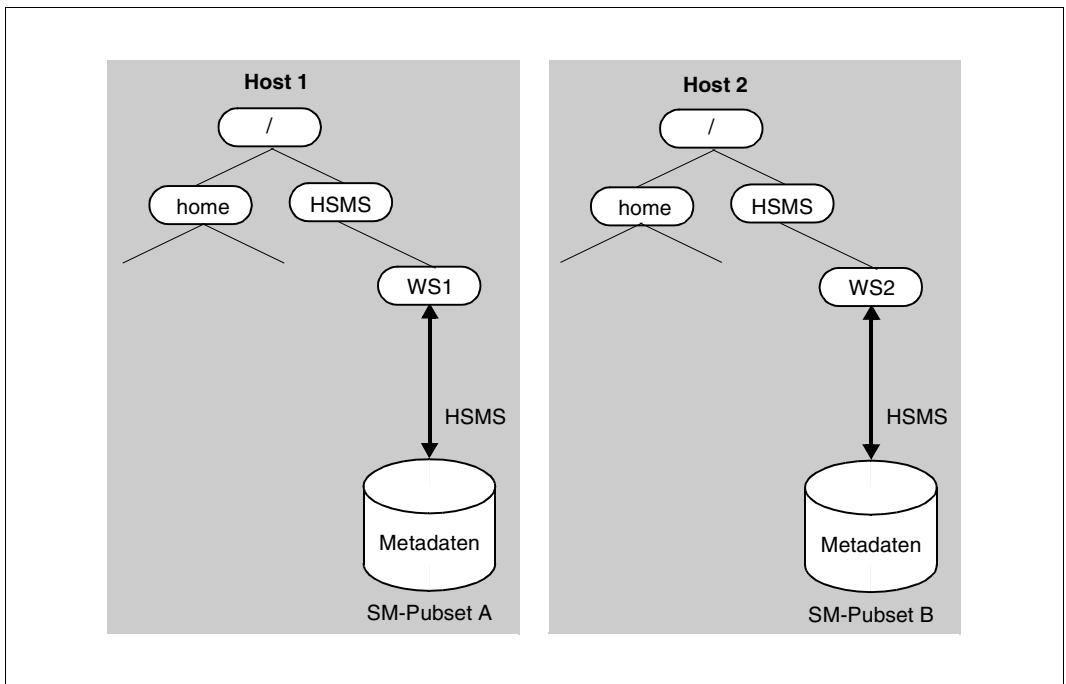 Host 1
/
home
HSMS
WS1
HSMS
Metadaten
SM-Pubset A
Host 2
/
home
HSMS
WS2
HSMS
Metadaten
SM-Pubset B